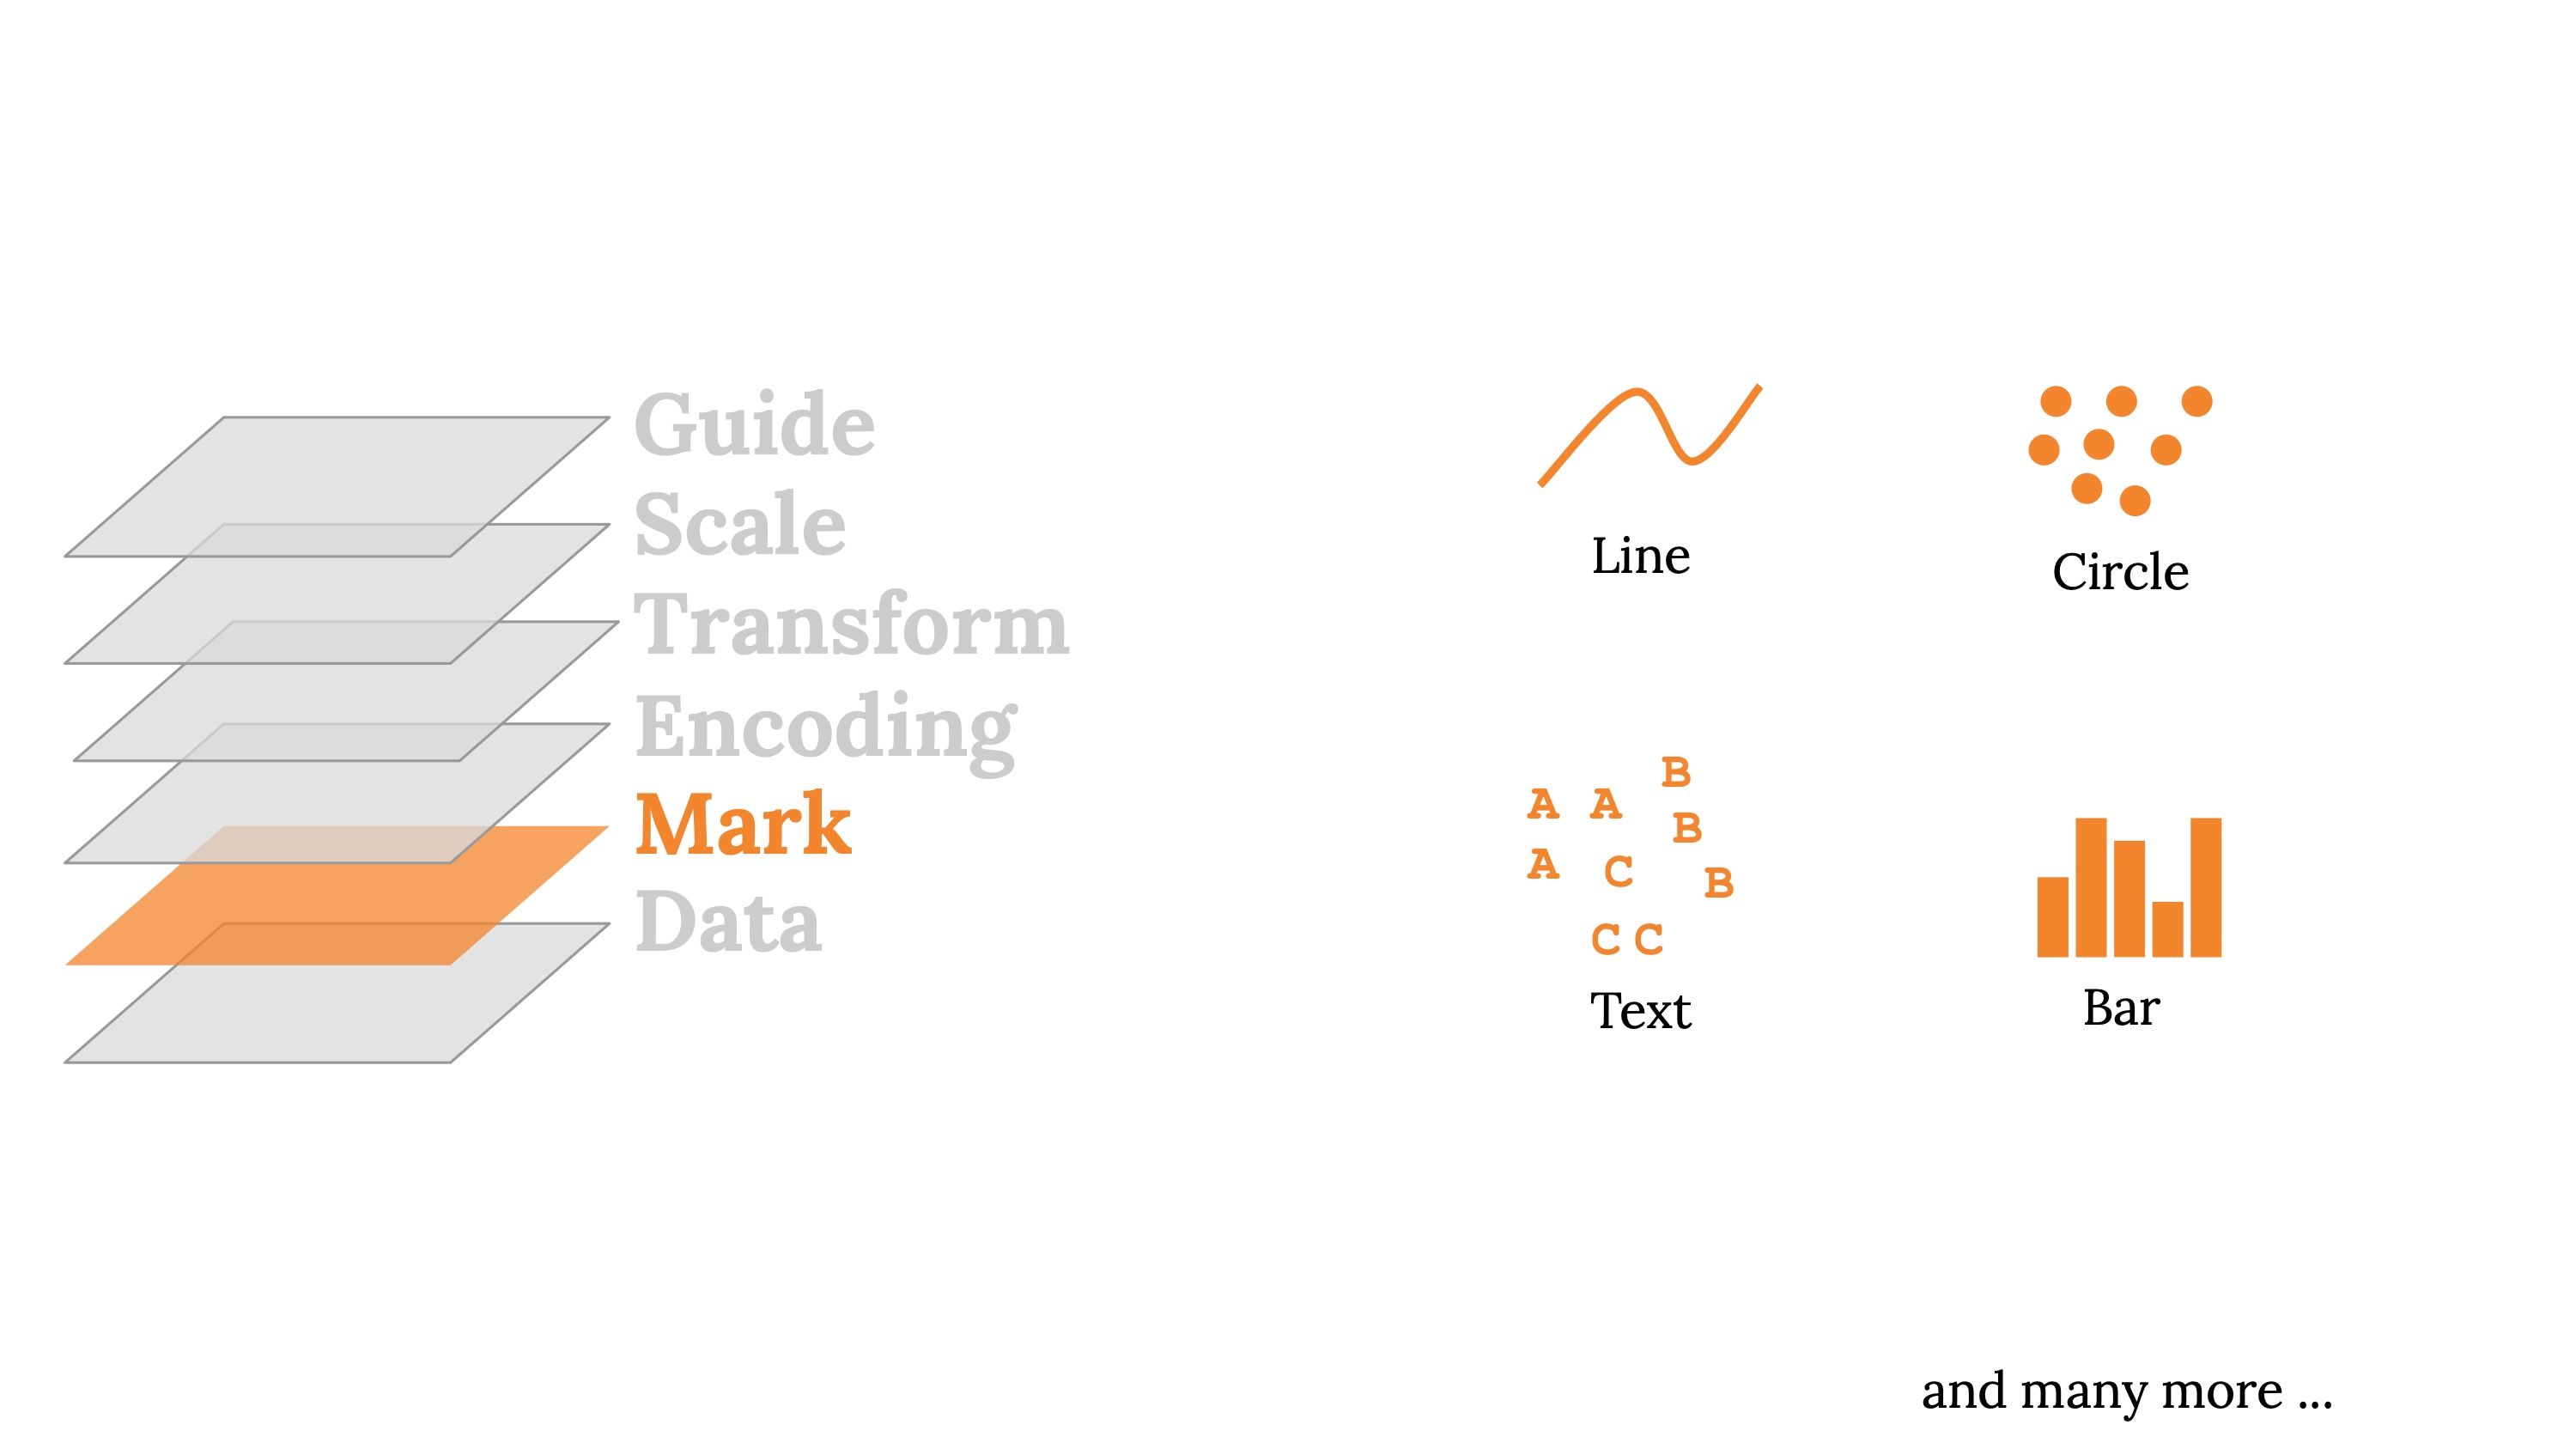 Guide
Scale
Transform
Encoding
Mark
Data
Line
Circle
B
A A
B
A C B
C C
Text
Bar
and many more ...